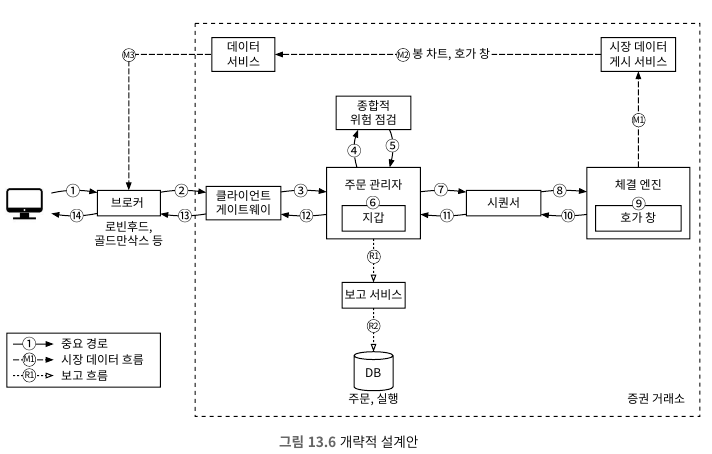 데이터
서비스
M3
M2 봉 차트, 호가 창
시장 데이터
게시 서비스
종합적
위험 점검
4
5
M1
1
2
3
7
8
브로커
클라이언트
게이트웨이
주문 관리자
6
지갑
시퀀서
체결 엔진
9
호가 창
14
13
12
11
10
로빈후드,
골드만삭스 등
R1
보고 서비스
R2
DB
주문, 실행
1 중요 경로
M1 시장 데이터 흐름
R1 보고 흐름
증권 거래소
그림 13.6 개략적 설계안